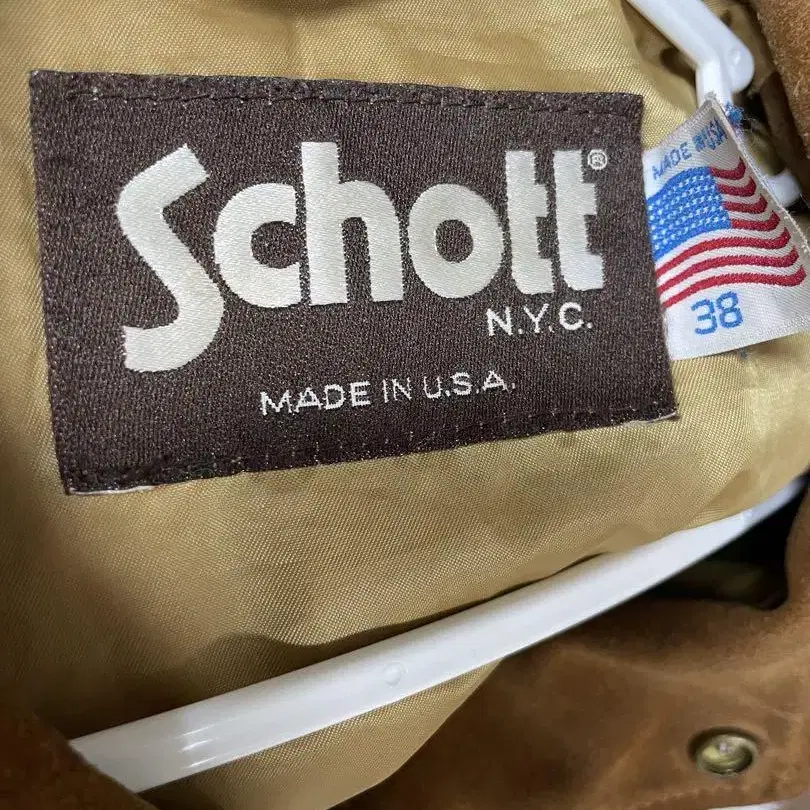 Schott®
N.Y.C.
MADE IN U.S.A.
MADE IN USA
38